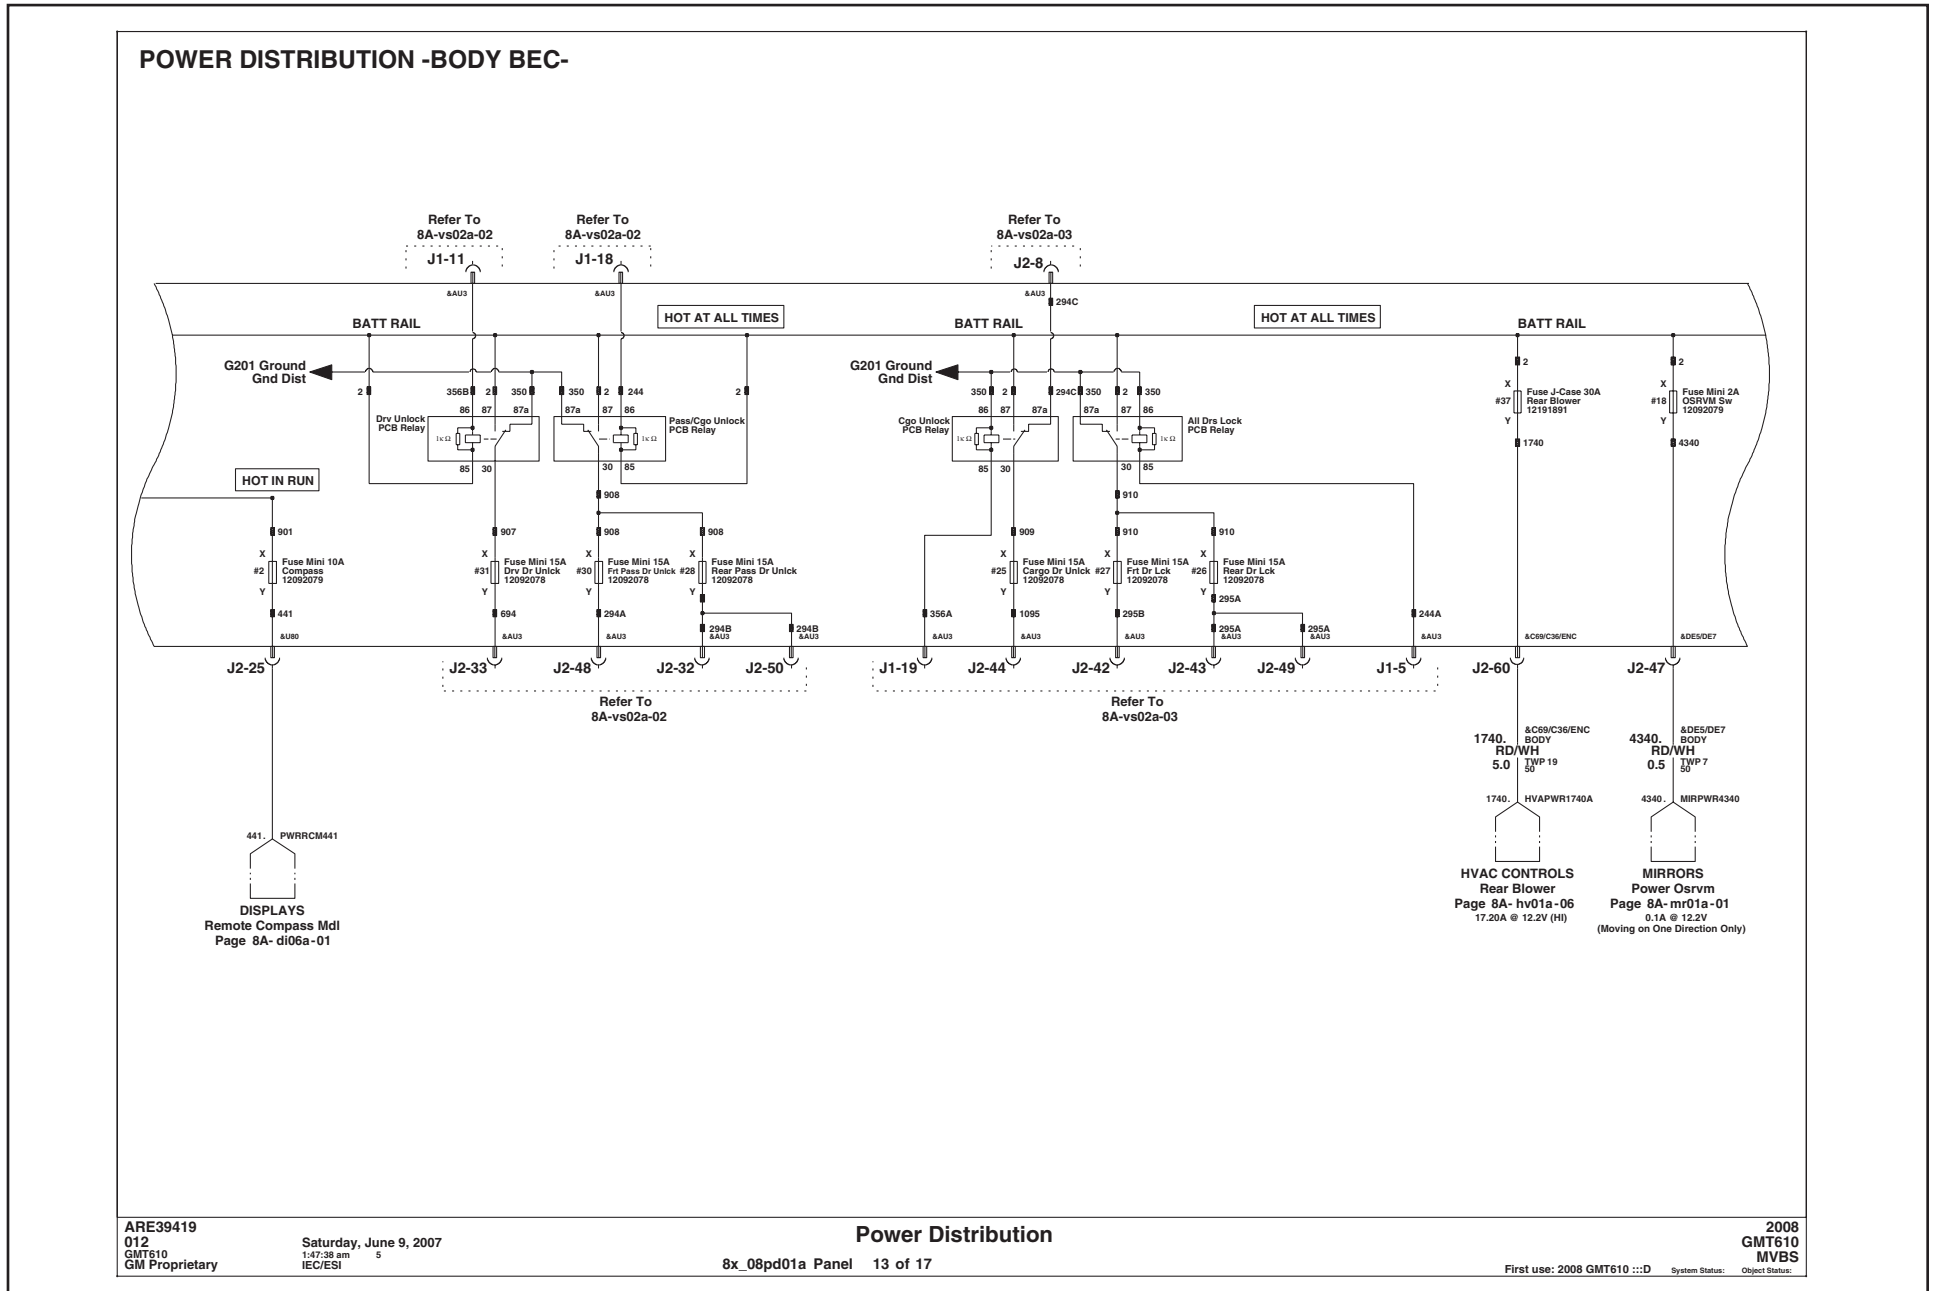 POWER DISTRIBUTION -BODY BEC-
Refer To
8A-vs02a-02
J1-11
Refer To
8A-vs02a-02
J1-18
Refer To
8A-vs02a-03
J2-8
&AU3
&AU3
&AU3
294C
BATT RAIL
HOT AT ALL TIMES
BATT RAIL
HOT AT ALL TIMES
BATT RAIL
G201 Ground
Gnd Dist
G201 Ground
Gnd Dist
2
356B
2
350
350
2
244
2
350
2
294C
350
2
350
2
2
86
87
87a
87a
87
86
86
87
87a
87a
87
86
Drv Unlock
PCB Relay
Pass/Cgo Unlock
PCB Relay
Cgo Unlock
PCB Relay
All Drs Lock
PCB Relay
1K Ω
1K Ω
1K Ω
1K Ω
85
30
30
85
85
30
30
85
X
#37
Y
Fuse J-Case 30A
Rear Blower
12191891
1740
X
#18
Y
Fuse Mini 2A
OSRVM Sw
12092079
4340
HOT IN RUN
908
910
901
907
908
908
909
910
910
X
#2
Y
Fuse Mini 10A
Compass
12092079
X
#31
Y
Fuse Mini 15A
Drv Dr Unlck
12092078
X
#30
Y
Fuse Mini 15A
Frt Pass Dr Unlck
12092078
X
#28
Y
Fuse Mini 15A
Rear Pass Dr Unlck
12092078
X
#25
Y
Fuse Mini 15A
Cargo Dr Unlck
12092078
X
#27
Y
Fuse Mini 15A
Frt Dr Lck
12092078
X
#26
Y
Fuse Mini 15A
Rear Dr Lck
12092078
295A
441
694
294A
294B
294B
356A
1095
295B
295A
295A
244A
&U80
&AU3
&AU3
&AU3
&AU3
&AU3
&AU3
&AU3
&AU3
&AU3
&AU3
&C69/C36/ENC
&DE5/DE7
J2-25
J2-33
J2-48
J2-32
J2-50
J1-19
J2-44
J2-42
J2-43
J2-49
J1-5
J2-60
J2-47
Refer To
8A-vs02a-02
Refer To
8A-vs02a-03
1740.
RD/WH
5.0
&C69/C36/ENC
BODY
TWP 19
50
4340.
RD/WH
0.5
&DE5/DE7
BODY
TWP 7
50
1740. HVAPWR1740A
4340. MIRPWR4340
441. PWRRCM441
HVAC CONTROLS
Rear Blower
Page 8A- hv01a-06
17.20A @ 12.2V (HI)
MIRRORS
Power Osrvm
Page 8A- mr01a-01
0.1A @ 12.2V
(Moving on One Direction Only)
DISPLAYS
Remote Compass Mdl
Page 8A- di06a-01
ARE39419
012
GMT610
GM Proprietary
Saturday, June 9, 2007
1:47:38 am 5
IEC/ESI
Power Distribution
8x_08pd01a Panel 13 of 17
2008
GMT610
MVBS
First use: 2008 GMT610 :::D System Status: Object Status: